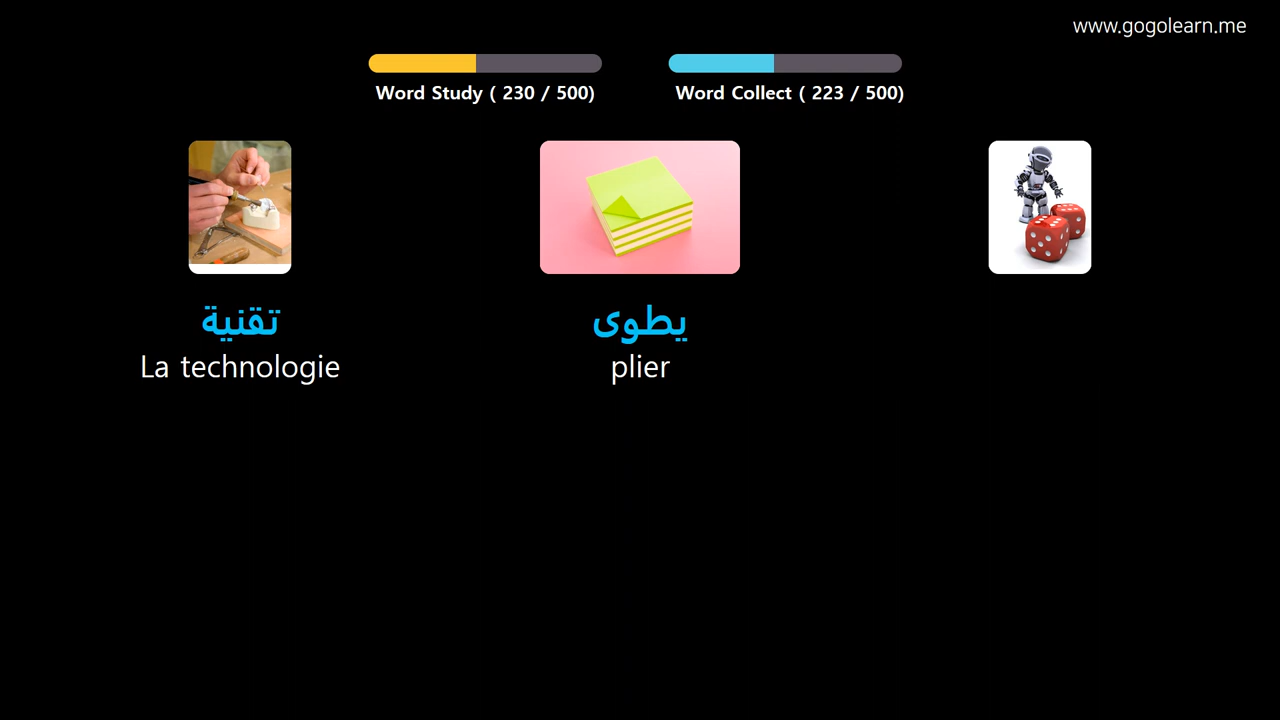 www.gogolearn.me
Word Study ( 230 / 500)
Word Collect ( 223 / 500)
تقنية
La technologie
يطوى
plier